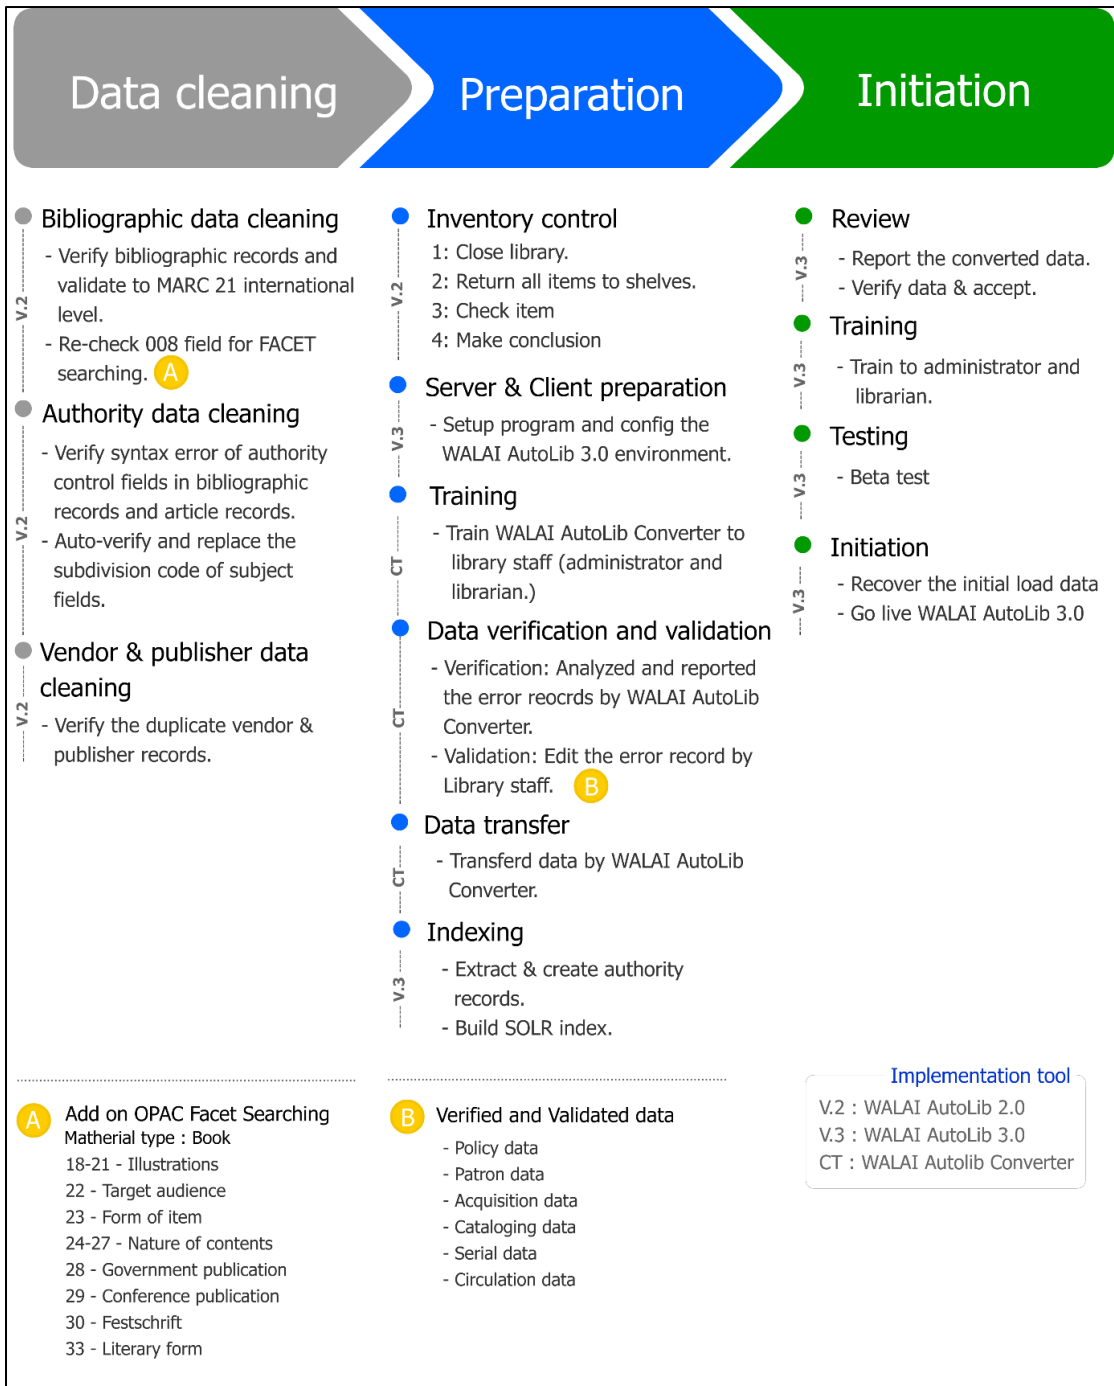 Data cleaning
Preparation
Initiation
Bibliographic data cleaning
- Verify bibliographic records and
validate to MARC 21 international
level.
- Re-check 008 field for FACET
searching. A
V.2
Authority data cleaning
- Verify syntax error of authority
control fields in bibliographic
records and article records.
- Auto-verify and replace the
subdivision code of subject
fields.
V.2
Vendor & publisher data
cleaning
- Verify the duplicate vendor &
publisher records.
V.2
Inventory control
1: Close library.
2: Return all items to shelves.
3: Check item
4: Make conclusion
V.2
Server & Client preparation
- Setup program and config the
WALAI AutoLib 3.0 environment.
V.3
Training
- Train WALAI AutoLib Converter to
library staff (administrator and
librarian.)
CT
Data verification and validation
- Verification: Analyzed and reported
the error reocrds by WALAI AutoLib
Converter.
- Validation: Edit the error record by
Library staff. B
CT
Data transfer
- Transferd data by WALAI AutoLib
Converter.
CT
Indexing
- Extract & create authority
records.
- Build SOLR index.
V.3
Review
- Report the converted data.
- Verify data & accept.
V.3
Training
- Train to administrator and
librarian.
V.3
Testing
- Beta test
V.3
Initiation
- Recover the initial load data
- Go live WALAI AutoLib 3.0
V.3
A Add on OPAC Facet Searching
Matherial type : Book
18-21 - Illustrations
22 - Target audience
23 - Form of item
24-27 - Nature of contents
28 - Government publication
29 - Conference publication
30 - Festschrift
33 - Literary form
B Verified and Validated data
- Policy data
- Patron data
- Acquisition data
- Cataloging data
- Serial data
- Circulation data
Implementation tool
V.2 : WALAI AutoLib 2.0
V.3 : WALAI AutoLib 3.0
CT : WALAI Autolib Converter